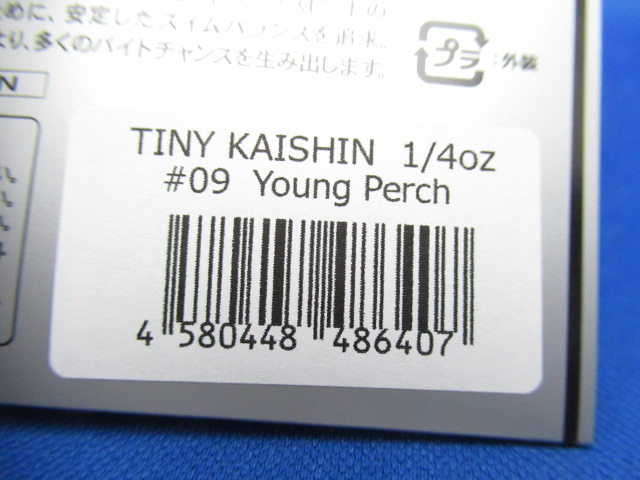 ために、安定したスイムバランスを追求。
より、多くのバイトチャンスを生み出します。
プラ :外装
TINY KAISHIN 1/4oz
#09 Young Perch
4 580448 486407